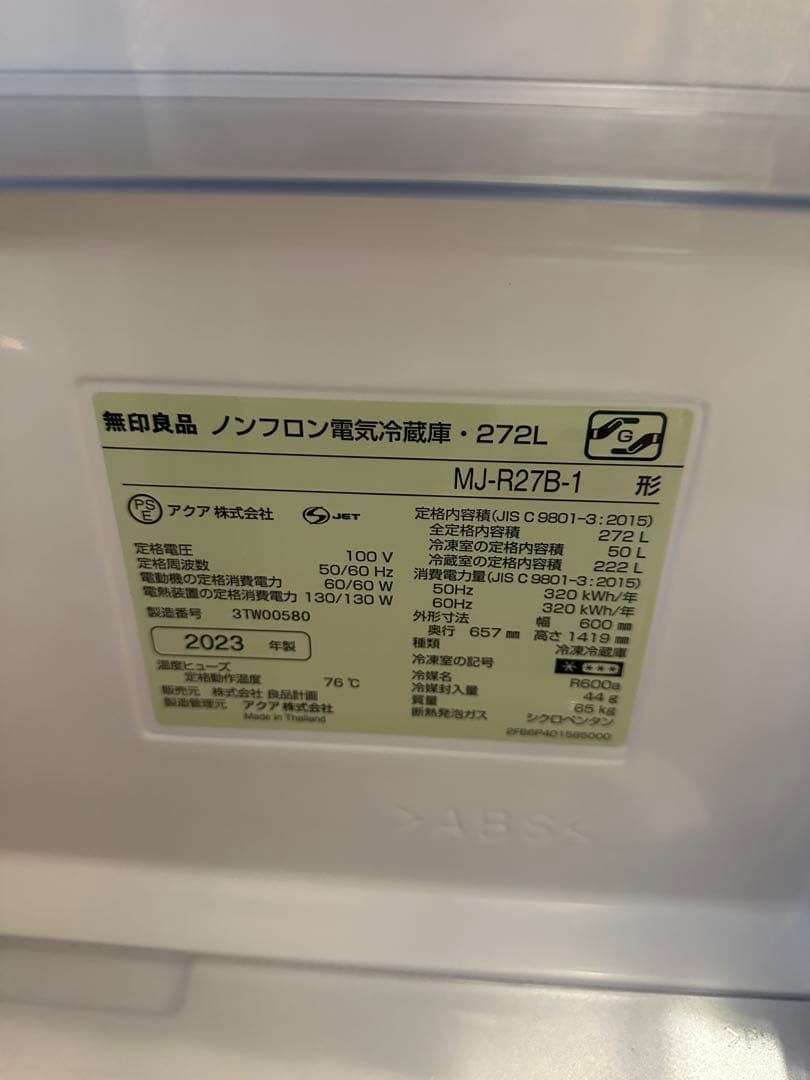 無印良品 ノンフロン電気冷蔵庫・272L
G
MJ-R27B-1 形
PSE アクア 株式会社 S JET
定格電圧 100 V
定格周波数 50/60 Hz
電動機の定格消費電力 60/60 W
電熱装置の定格消費電力 130/130 W
製造番号 3TW00580
2023 年製
温度ヒューズ
定格動作温度 76 ℃
販売元 株式会社 良品計画
製造管理元 アクア 株式会社
Made in Thailand
定格内容積(JIS C 9801-3:2015)
全定格内容積 272 L
冷凍室の定格内容積 50 L
冷蔵室の定格内容積 222 L
消費電力量(JIS C 9801-3:2015)
50Hz 320 kWh/年
60Hz 320 kWh/年
外形寸法 幅 600 ㎜
奥行 657 ㎜ 高さ 1419 ㎜
種類 冷凍冷蔵庫
冷凍室の記号 * ***
冷媒名 R600a
冷媒封入量 44 g
質量 65 kg
断熱発泡ガス シクロペンタン
2FB6P401585000
>ABS<